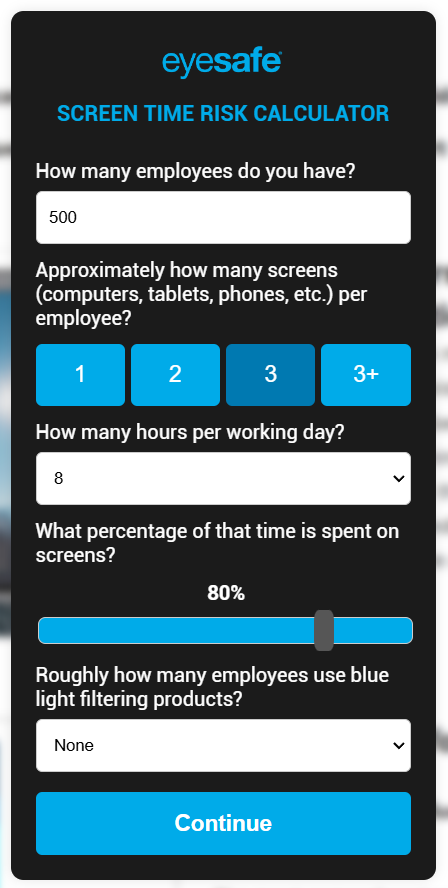 eyesafe
SCREEN TIME RISK CALCULATOR
How many employees do you have?
500
Approximately how many screens
(computers, tablets, phones, etc.) per
employee?
1 2 3 3+
How many hours per working day?
8
What percentage of that time is spent on
screens?
80%
Roughly how many employees use blue
light filtering products?
None
Continue